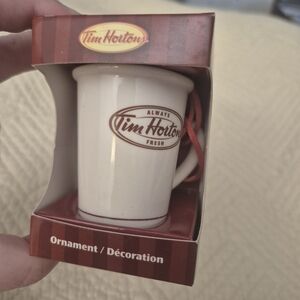 Tim Hortons
ALWAYS
Tim Hortons
FRESH
Ornament / Décoration